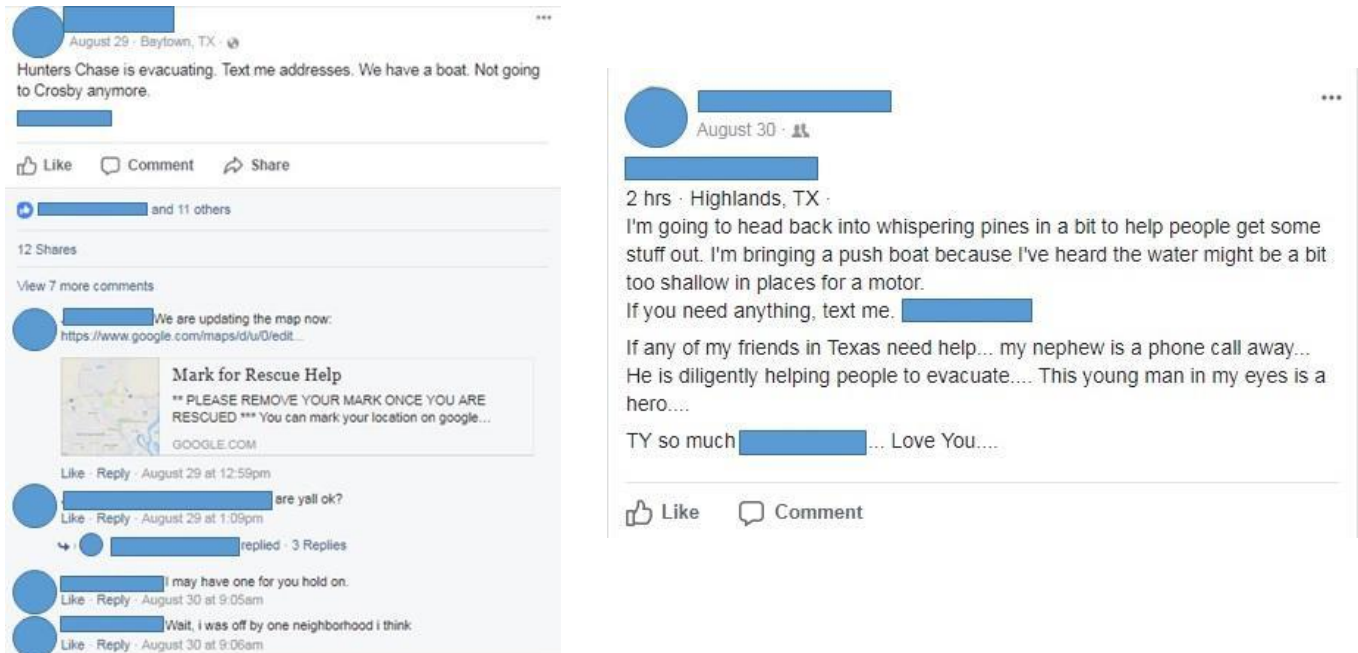 August 29 · Baytown, TX ·
Hunters Chase is evacuating. Text me addresses. We have a boat. Not going
to Crosby anymore.
Like Comment Share
and 11 others
12 Shares
View 7 more comments
We are updating the map now:
https://www.google.com/maps/d/u/0/edit...
Mark for Rescue Help
** PLEASE REMOVE YOUR MARK ONCE YOU ARE
RESCUED *** You can mark your location on google...
GOOGLE.COM
Like · Reply · August 29 at 12:59pm
are yall ok?
Like · Reply · August 29 at 1:09pm
replied · 3 Replies
I may have one for you hold on.
Like · Reply · August 30 at 9:05am
Wait, i was off by one neighborhood i think
Like · Reply · August 30 at 9:06am
August 30 ·
2 hrs · Highlands, TX ·
I'm going to head back into whispering pines in a bit to help people get some
stuff out. I'm bringing a push boat because I've heard the water might be a bit
too shallow in places for a motor.
If you need anything, text me.
If any of my friends in Texas need help... my nephew is a phone call away...
He is diligently helping people to evacuate.... This young man in my eyes is a
hero....
TY so much ... Love You....
Like Comment